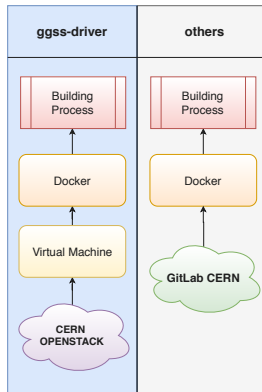 ggss-driver
others
Building
Process
Building
Process
Docker
Docker
Virtual Machine
GitLab CERN
CERN
OPENSTACK